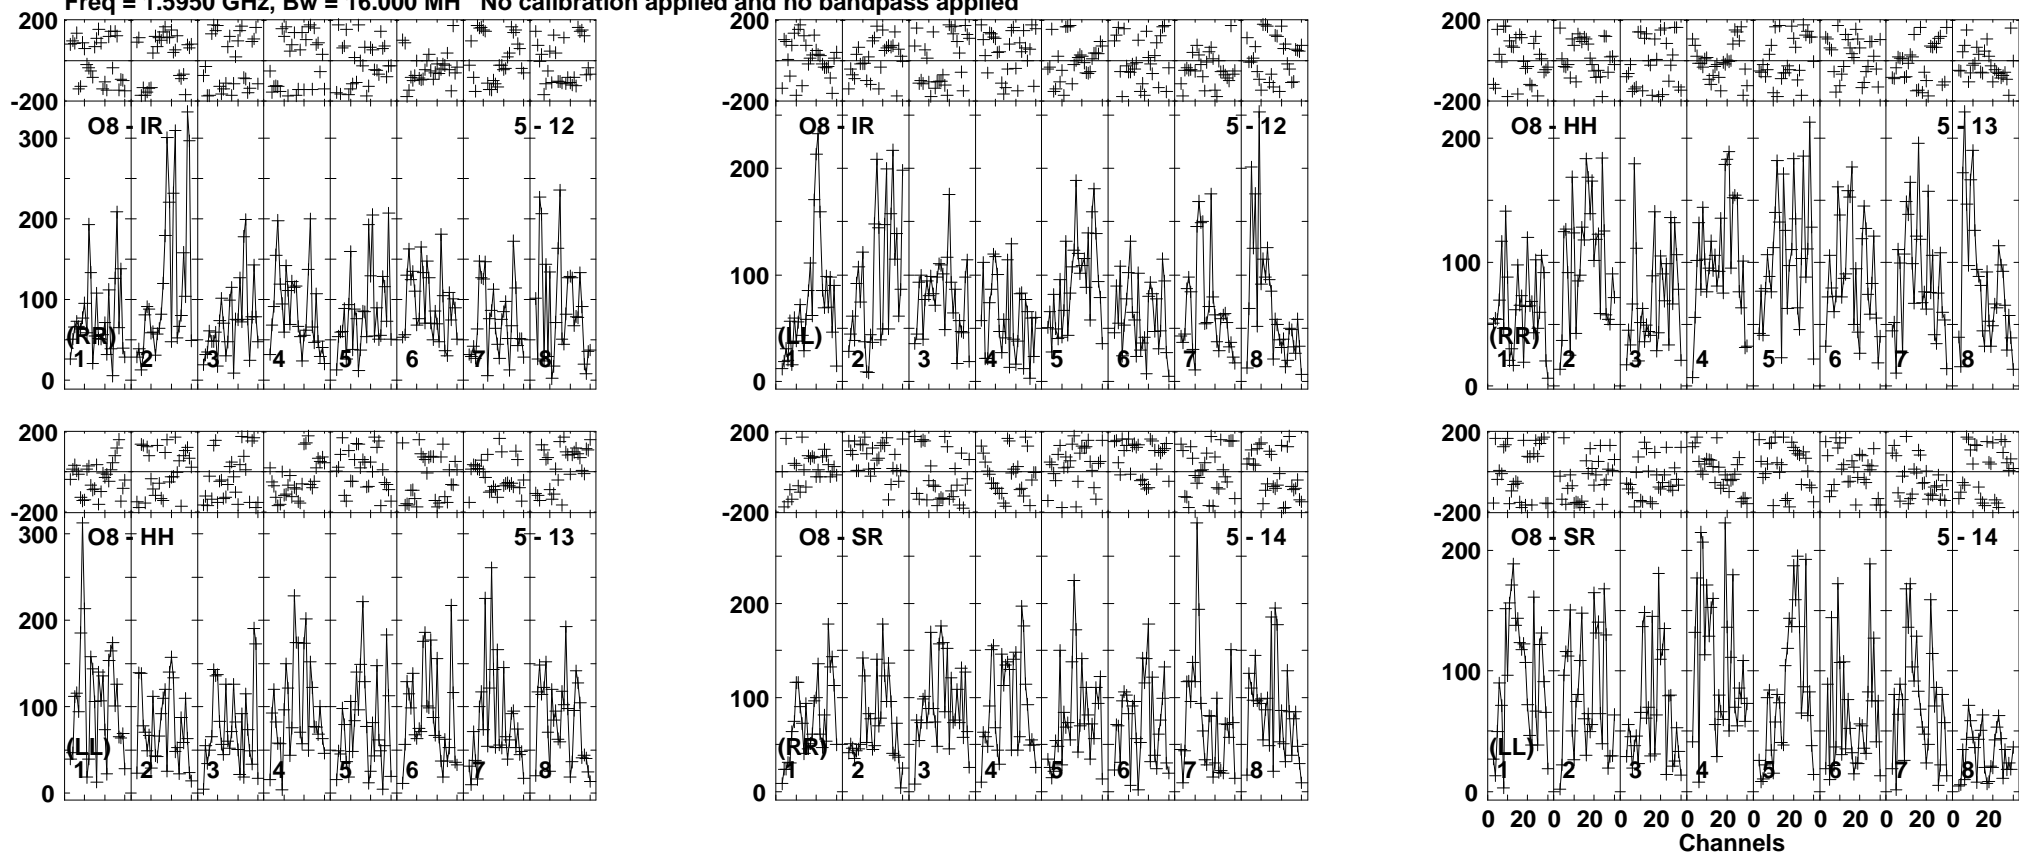 Freq = 1.5950 GHz, Bw = 16.000 MH No calibration applied and no bandpass applied
200
-200
O8 - IR 5 - 12
300
200
100
0
(RR)
1 2 3 4 5 6 7 8
O8 - IR 5 - 12
200
-200
200
100
0
(LL)
1 2 3 4 5 6 7 8
200
-200
O8 - HH 5 - 13
200
100
0
(RR)
1 2 3 4 5 6 7 8
200
-200
O8 - HH 5 - 13
300
200
100
0
(LL)
1 2 3 4 5 6 7 8
200
-200
O8 - SR 5 - 14
200
100
0
(RR)
1 2 3 4 5 6 7 8
200
-200
O8 - SR 5 - 14
200
100
0
(LL)
1 2 3 4 5 6 7 8
0 20 0 20 0 20 0 20 0 20 0 20 0 20 0 20
Channels